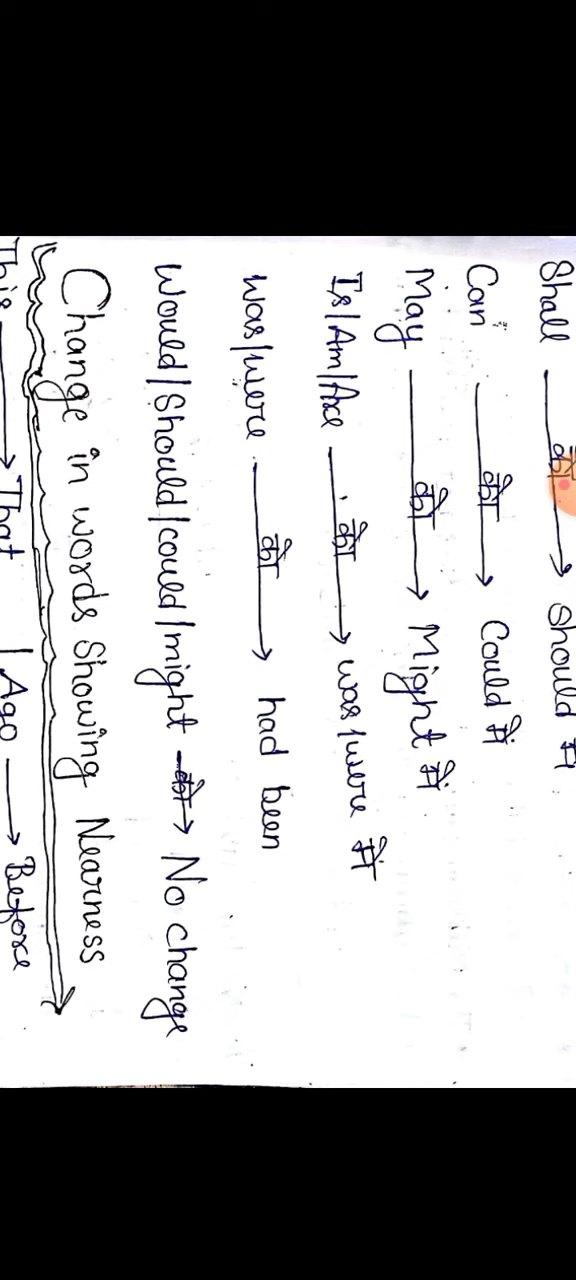 Shall को Should में
Can को Could में
May को Might में
Is/Am/Are को was/were में
was/were को had been
Would/Should/could/might को No change
Change in words Showing Nearness
This → That | Ago → Before